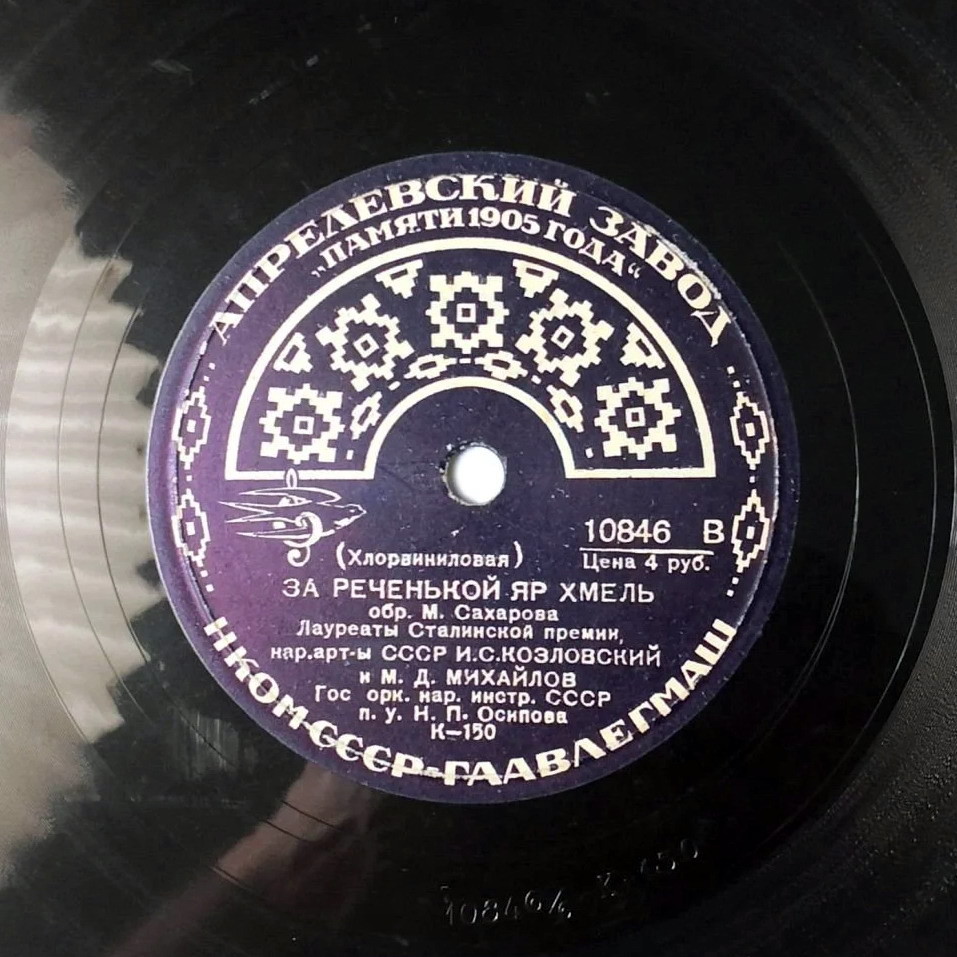 АПРЕЛЕВСКИЙ ЗАВОД
„ПАМЯТИ 1905 ГОДА“
10846 В
(Хлорвиниловая)
Цена 4 руб.
ЗА РЕЧЕНЬКОЙ ЯР ХМЕЛЬ
обр. М. Сахарова
Лауреаты Сталинской премии,
нар.арт-ы СССР И.С.КОЗЛОВСКИЙ
и М. Д. МИХАЙЛОВ
Гос орк. нар. инстр. СССР
п. у. Н. П. Осипова
К—150
НКОМ-СССР-ГЛАВЛЕГМАШ